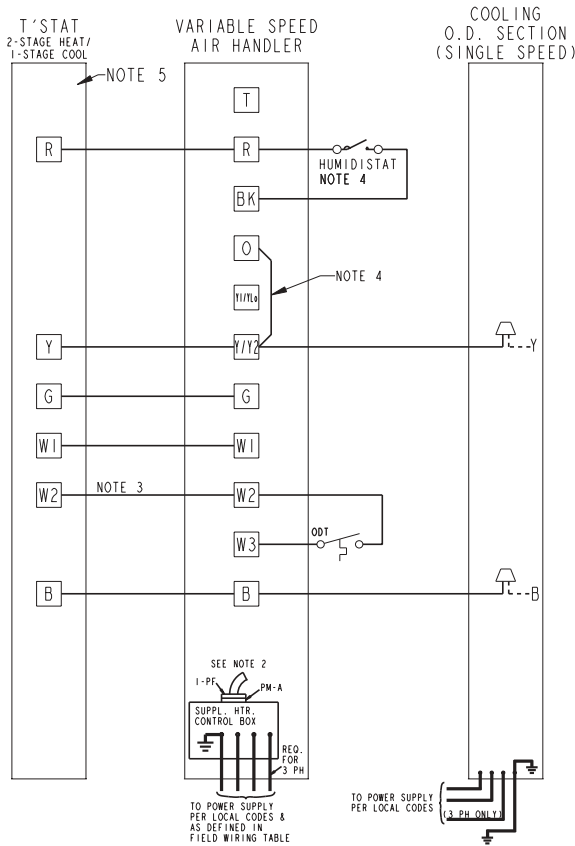 T'STAT
2-STAGE HEAT/
1-STAGE COOL
VARIABLE SPEED
AIR HANDLER
COOLING
O.D. SECTION
(SINGLE SPEED)
NOTE 5
T
R
R
HUMIDISTAT
NOTE 4
BK
O
NOTE 4
Y1/YLo
Y
Y/Y2
Y
G
G
W1
W1
W2
NOTE 3
W2
ODT
W3
B
B
B
SEE NOTE 2
1-PF
PM-A
SUPPL. HTR.
CONTROL BOX
REQ.
FOR
3 PH
TO POWER SUPPLY
PER LOCAL CODES &
AS DEFINED IN
FIELD WIRING TABLE
TO POWER SUPPLY
PER LOCAL CODES
(3 PH ONLY)